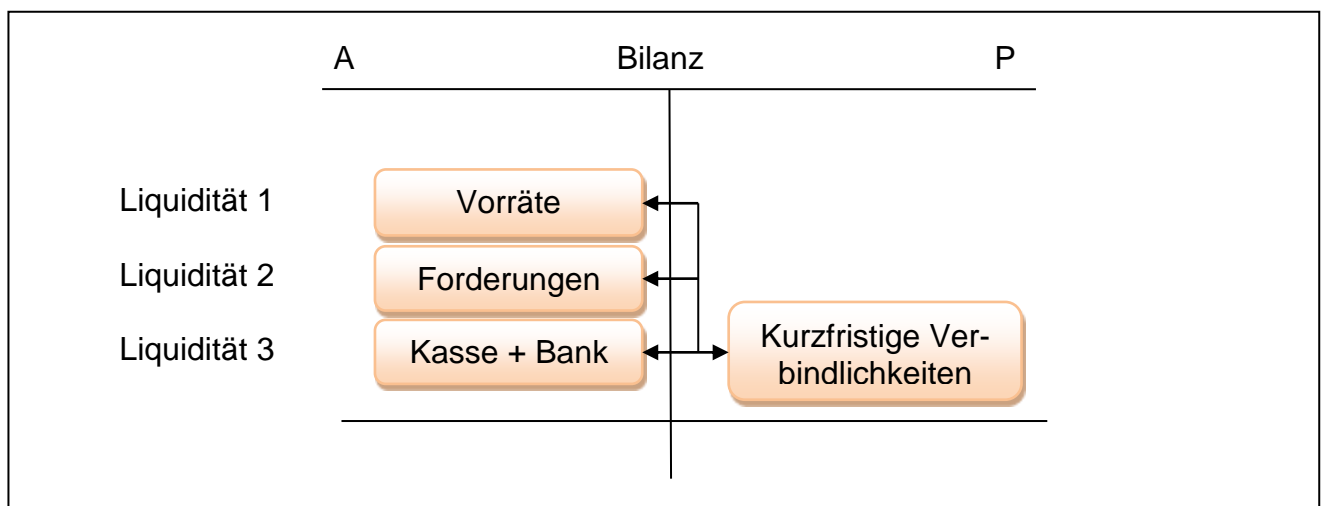 A Bilanz P
Liquidität 1 Vorräte
Liquidität 2 Forderungen
Liquidität 3 Kasse + Bank
Kurzfristige Ver-
bindlichkeiten